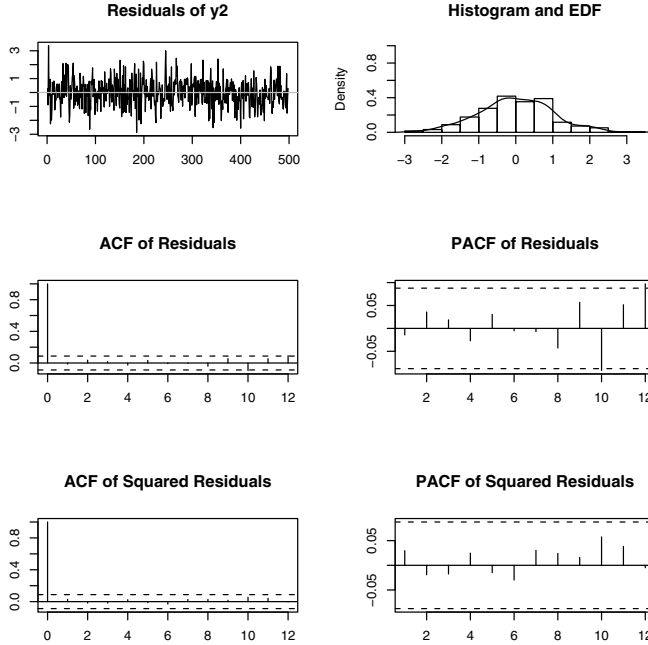 Residuals of y2
−3 −1 1 3
0 100 200 300 400 500
Histogram and EDF
Density
0.0 0.4 0.8
−3 −2 −1 0 1 2 3
ACF of Residuals
0.0 0.4 0.8
0 2 4 6 8 10 12
PACF of Residuals
−0.05 0.05
2 4 6 8 10 12
ACF of Squared Residuals
0.0 0.4 0.8
0 2 4 6 8 10 12
PACF of Squared Residuals
−0.05 0.05
2 4 6 8 10 12